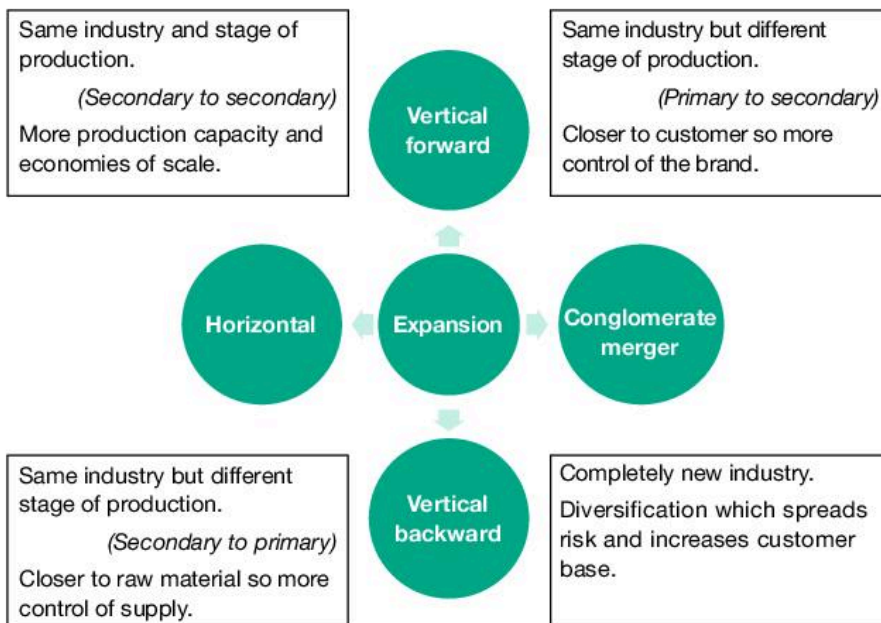 Same industry and stage of
production.
(Secondary to secondary)
More production capacity and
economies of scale.
Vertical
forward
Same industry but different
stage of production.
(Primary to secondary)
Closer to customer so more
control of the brand.
Horizontal
Expansion
Conglomerate
merger
Same industry but different
stage of production.
(Secondary to primary)
Closer to raw material so more
control of supply.
Vertical
backward
Completely new industry.
Diversification which spreads
risk and increases customer
base.